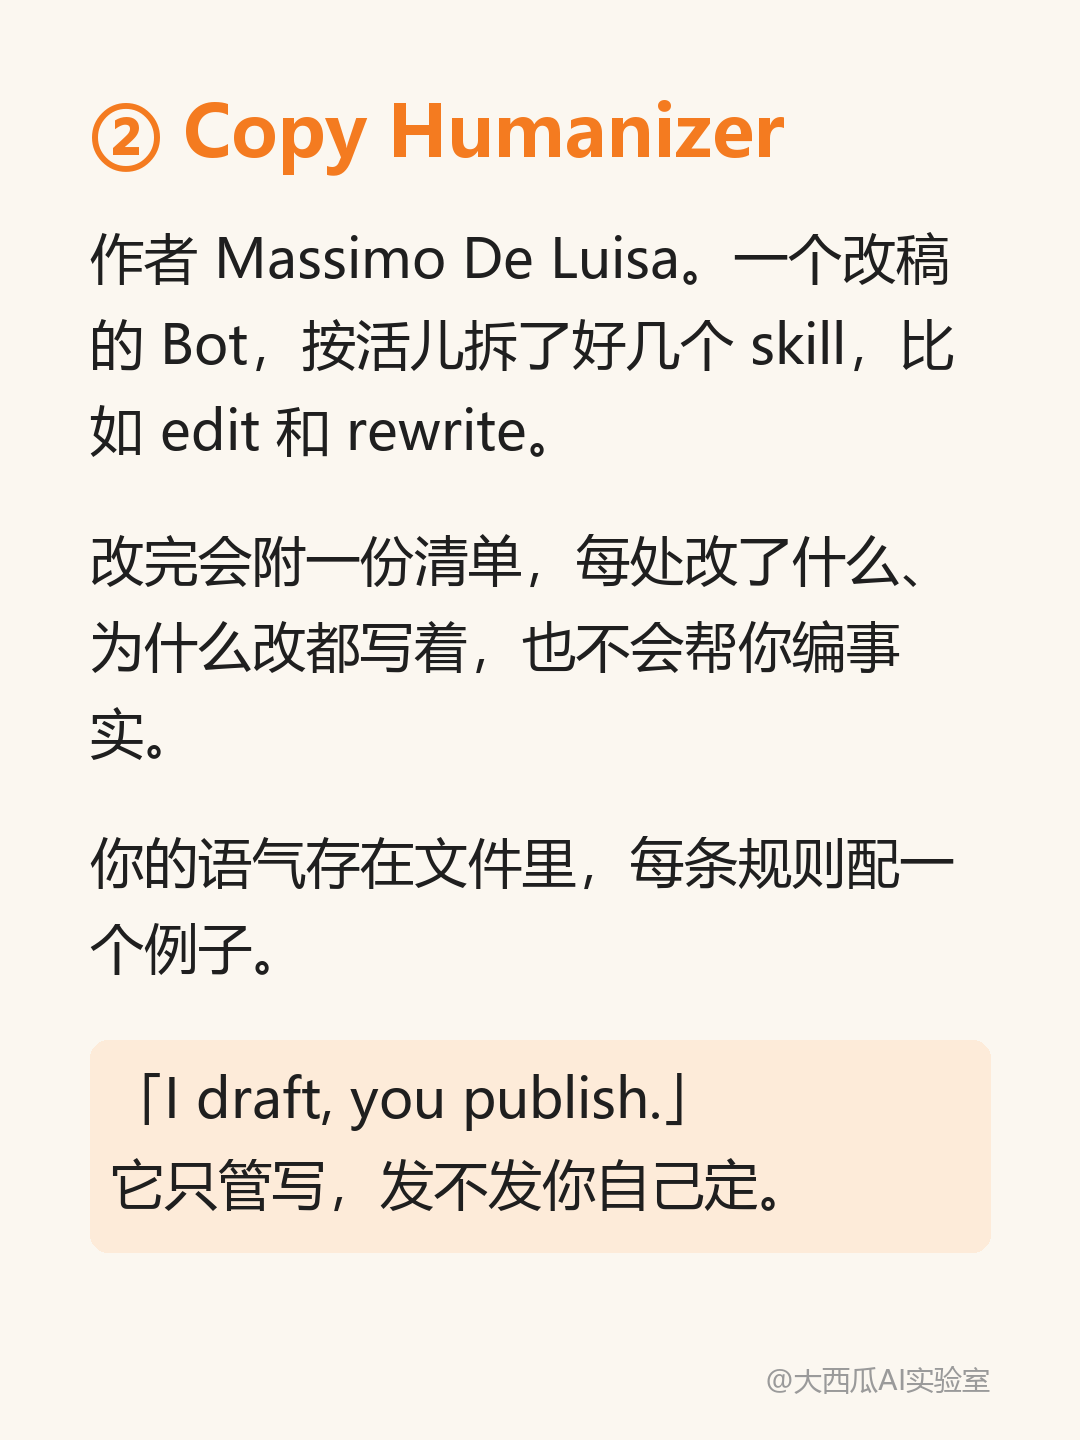 ② Copy Humanizer
作者 Massimo De Luisa。一个改稿
的 Bot，按活儿拆了好几个 skill，比
如 edit 和 rewrite。
改完会附一份清单，每处改了什么、
为什么改都写着，也不会帮你编事
实。
你的语气存在文件里，每条规则配一
个例子。
「I draft, you publish.」
它只管写，发不发你自己定。
@大西瓜AI实验室